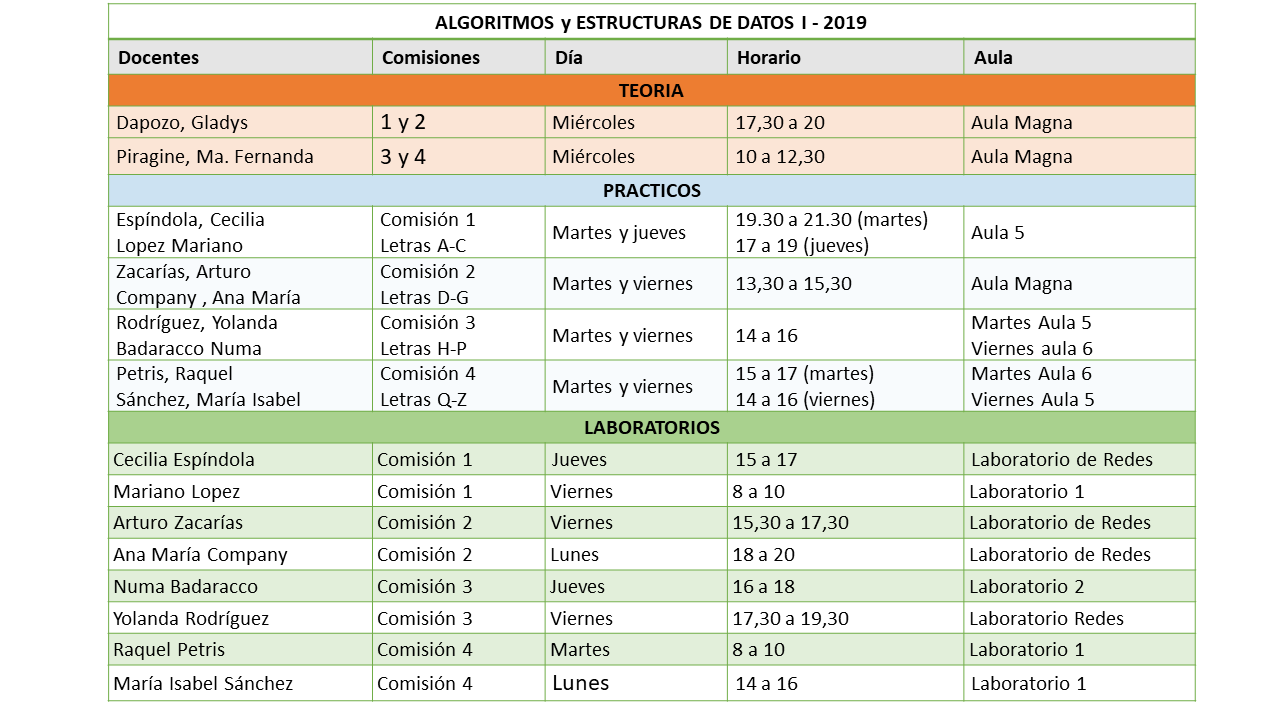 ALGORITMOS y ESTRUCTURAS DE DATOS I - 2019
Docentes Comisiones Día Horario Aula
TEORIA
Dapozo, Gladys 1 y 2 Miércoles 17,30 a 20 Aula Magna
Piragine, Ma. Fernanda 3 y 4 Miércoles 10 a 12,30 Aula Magna
PRACTICOS
Espíndola, Cecilia
Lopez Mariano
Comisión 1
Letras A-C
Martes y jueves
19.30 a 21.30 (martes)
17 a 19 (jueves)
Aula 5
Zacarías, Arturo
Company , Ana María
Comisión 2
Letras D-G
Martes y viernes
13,30 a 15,30
Aula Magna
Rodríguez, Yolanda
Badaracco Numa
Comisión 3
Letras H-P
Martes y viernes
14 a 16
Martes Aula 5
Viernes aula 6
Petris, Raquel
Sánchez, María Isabel
Comisión 4
Letras Q-Z
Martes y viernes
15 a 17 (martes)
14 a 16 (viernes)
Martes Aula 6
Viernes Aula 5
LABORATORIOS
Cecilia Espíndola Comisión 1 Jueves 15 a 17 Laboratorio de Redes
Mariano Lopez Comisión 1 Viernes 8 a 10 Laboratorio 1
Arturo Zacarías Comisión 2 Viernes 15,30 a 17,30 Laboratorio de Redes
Ana María Company Comisión 2 Lunes 18 a 20 Laboratorio de Redes
Numa Badaracco Comisión 3 Jueves 16 a 18 Laboratorio 2
Yolanda Rodríguez Comisión 3 Viernes 17,30 a 19,30 Laboratorio Redes
Raquel Petris Comisión 4 Martes 8 a 10 Laboratorio 1
María Isabel Sánchez Comisión 4 Lunes 14 a 16 Laboratorio 1